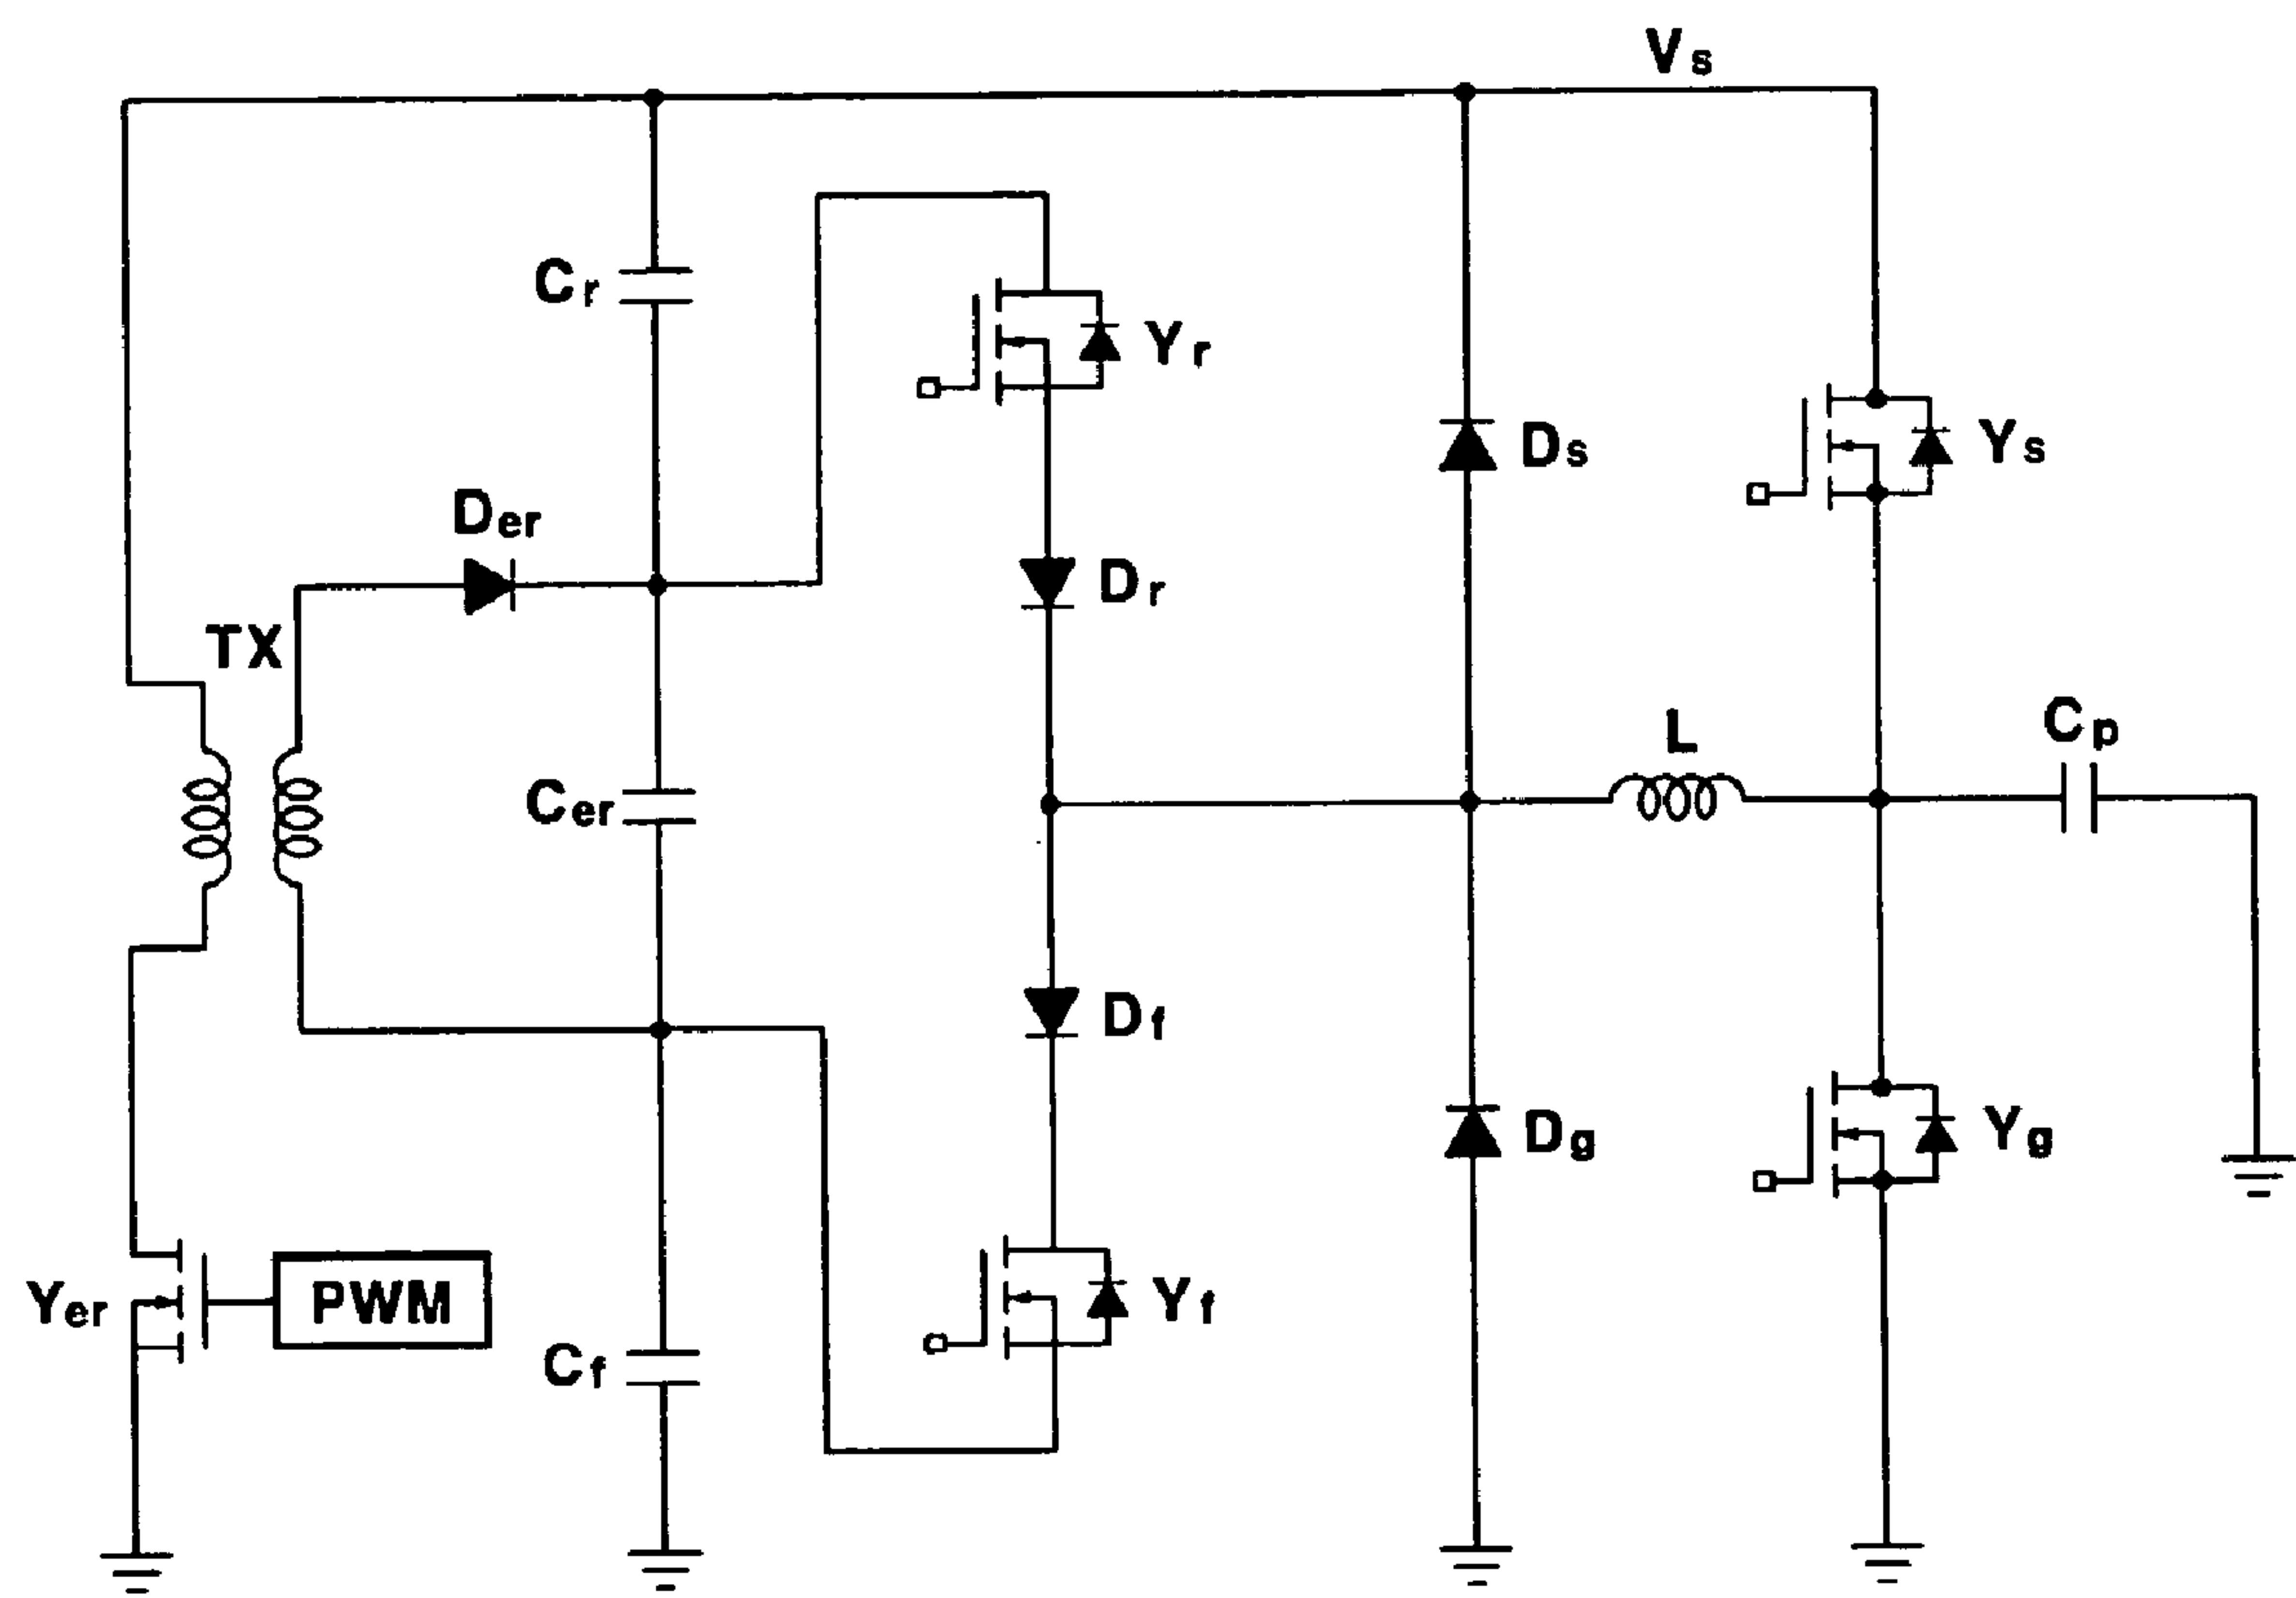 Vs
Cr
Yr
Ds
Ys
Der
Dr
TX
L
Cp
Cer
Df
Dg
Yg
Yer
PWM
Yf
Cf